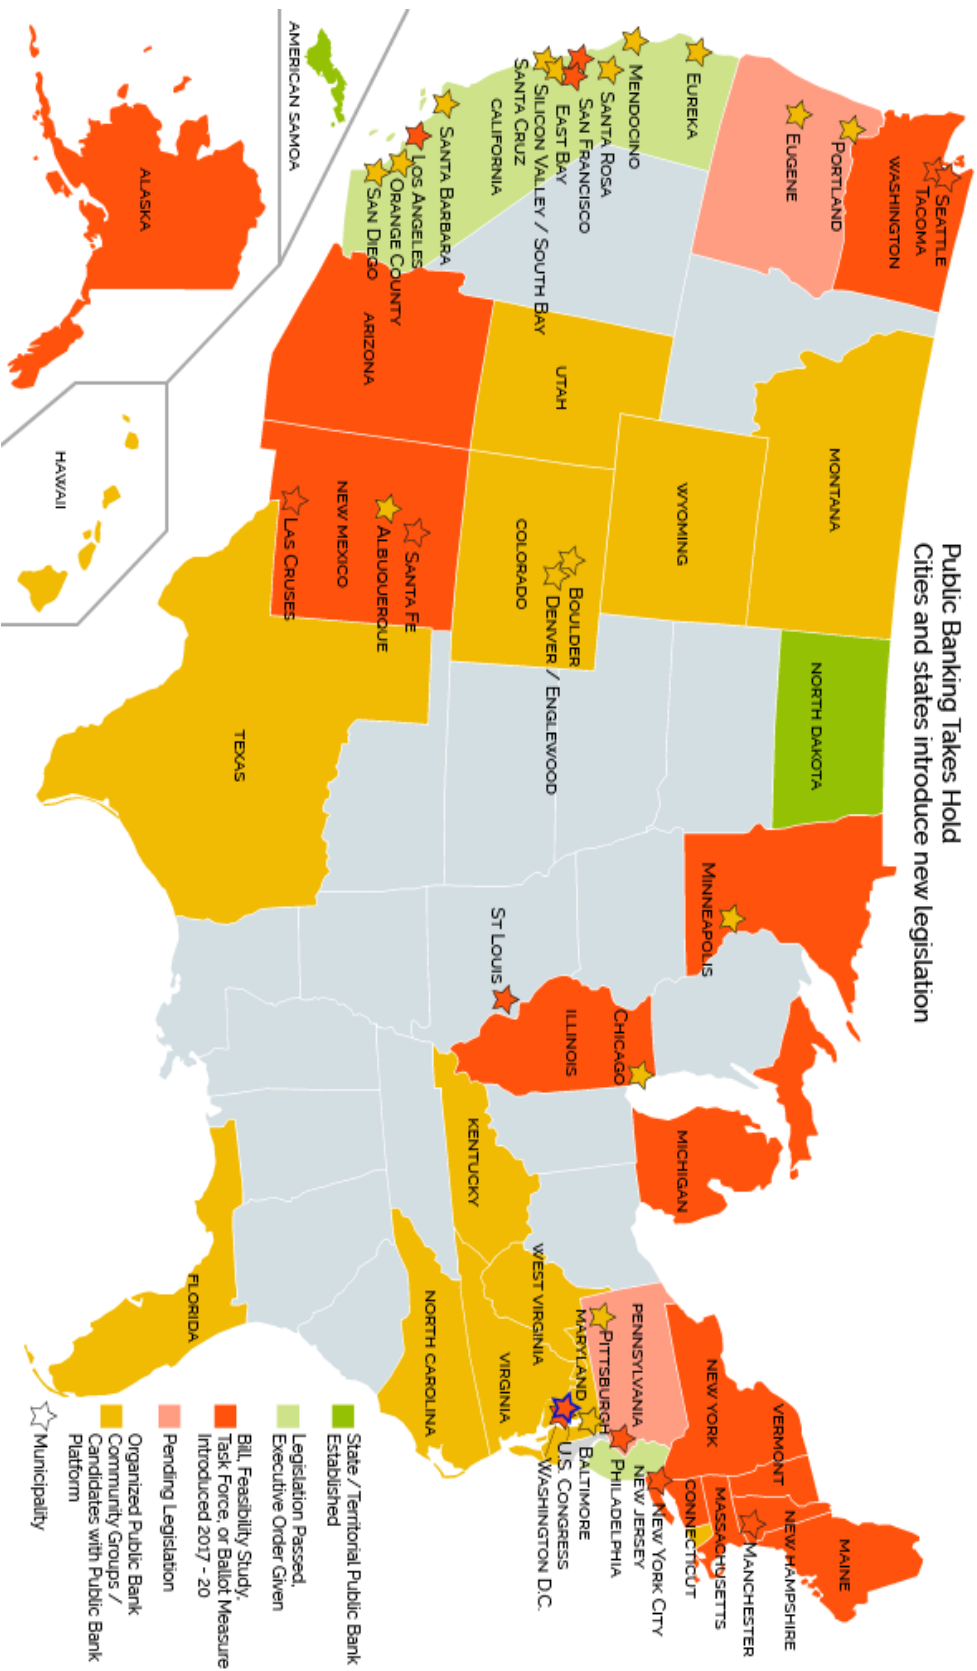 Public Banking Takes Hold
Cities and states introduce new legislation
SEATTLE
TACOMA
WASHINGTON
PORTLAND
EUGENE
EUREKA
MENDOCINO
SANTA ROSA
SAN FRANCISCO
EAST BAY
SILICON VALLEY / SOUTH BAY
SANTA CRUZ
CALIFORNIA
SANTA BARBARA
LOS ANGELES
ORANGE COUNTY
SAN DIEGO
MONTANA
WYOMING
UTAH
COLORADO
BOULDER
DENVER / ENGLEWOOD
ARIZONA
NEW MEXICO
SANTA FE
ALBUQUERQUE
LAS CRUSES
TEXAS
NORTH DAKOTA
MINNEAPOLIS
ST LOUIS
ILLINOIS
CHICAGO
MICHIGAN
KENTUCKY
WEST VIRGINIA
VIRGINIA
NORTH CAROLINA
FLORIDA
MARYLAND
PITTSBURGH
PENNSYLVANIA
NEW YORK
VERMONT
NEW HAMPSHIRE
MAINE
MANCHESTER
MASSACHUSETTS
CONNECTICUT
NEW YORK CITY
NEW JERSEY
PHILADELPHIA
BALTIMORE
U.S. CONGRESS
WASHINGTON D.C.
AMERICAN SAMOA
ALASKA
HAWAII
State / Territorial Public Bank
Established
Legislation Passed,
Executive Order Given
Bill, Feasibility Study,
Task Force, or Ballot Measure
Introduced 2017 - 20
Pending Legislation
Organized Public Bank
Community Groups /
Candidates with Public Bank
Platform
Municipality